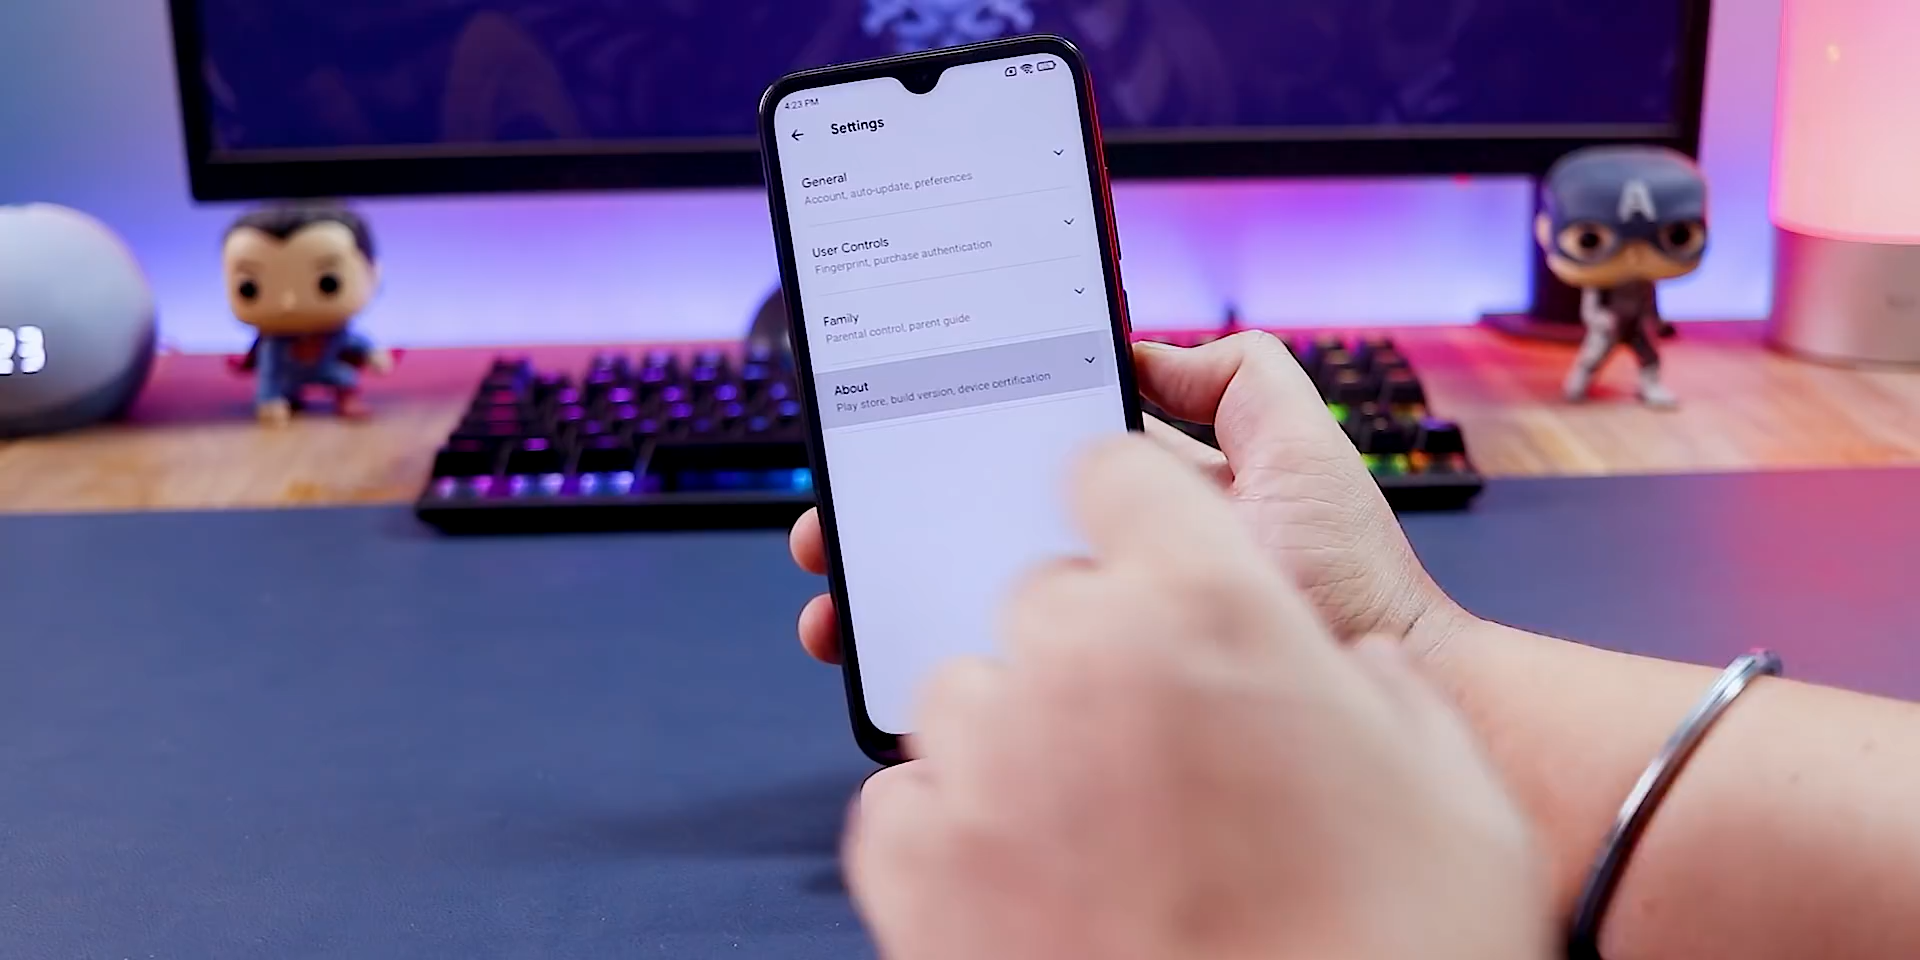 4:23 PM
Settings
General
Account, auto-update, preferences
User Controls
Fingerprint, purchase authentication
Family
Parental control, parent guide
About
Play store, build version, device certification
23
A